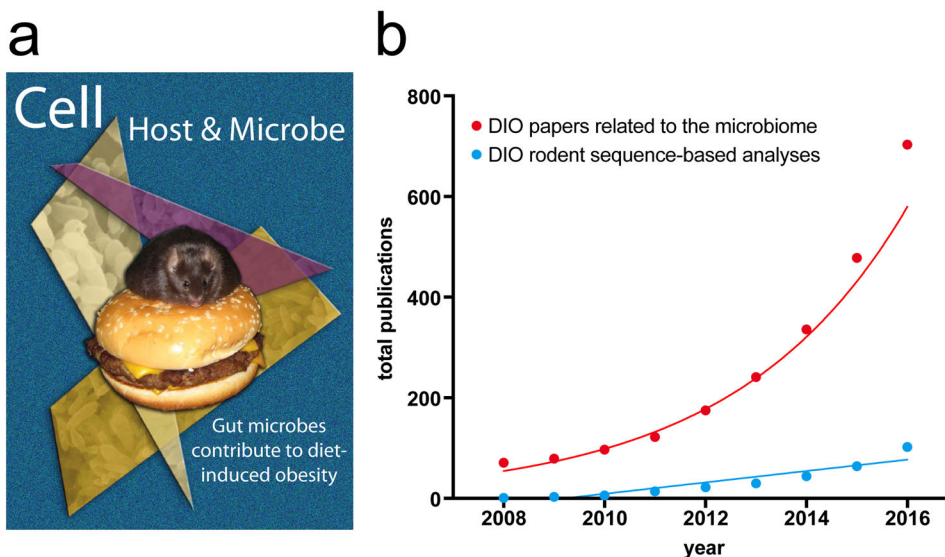 a
Cell
Host & Microbe
Gut microbes
contribute to diet-
induced obesity
b
800
600
400
200
0
total publications
DIO papers related to the microbiome
DIO rodent sequence-based analyses
2008
2010
2012
2014
2016
year